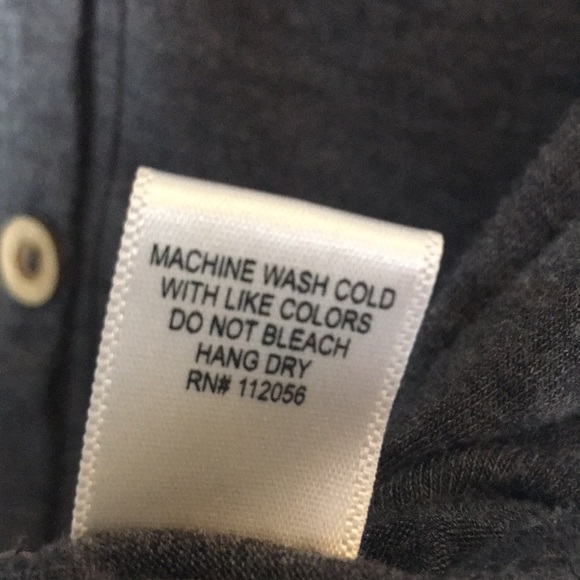 MACHINE WASH COLD
WITH LIKE COLORS
DO NOT BLEACH
HANG DRY
RN# 112056